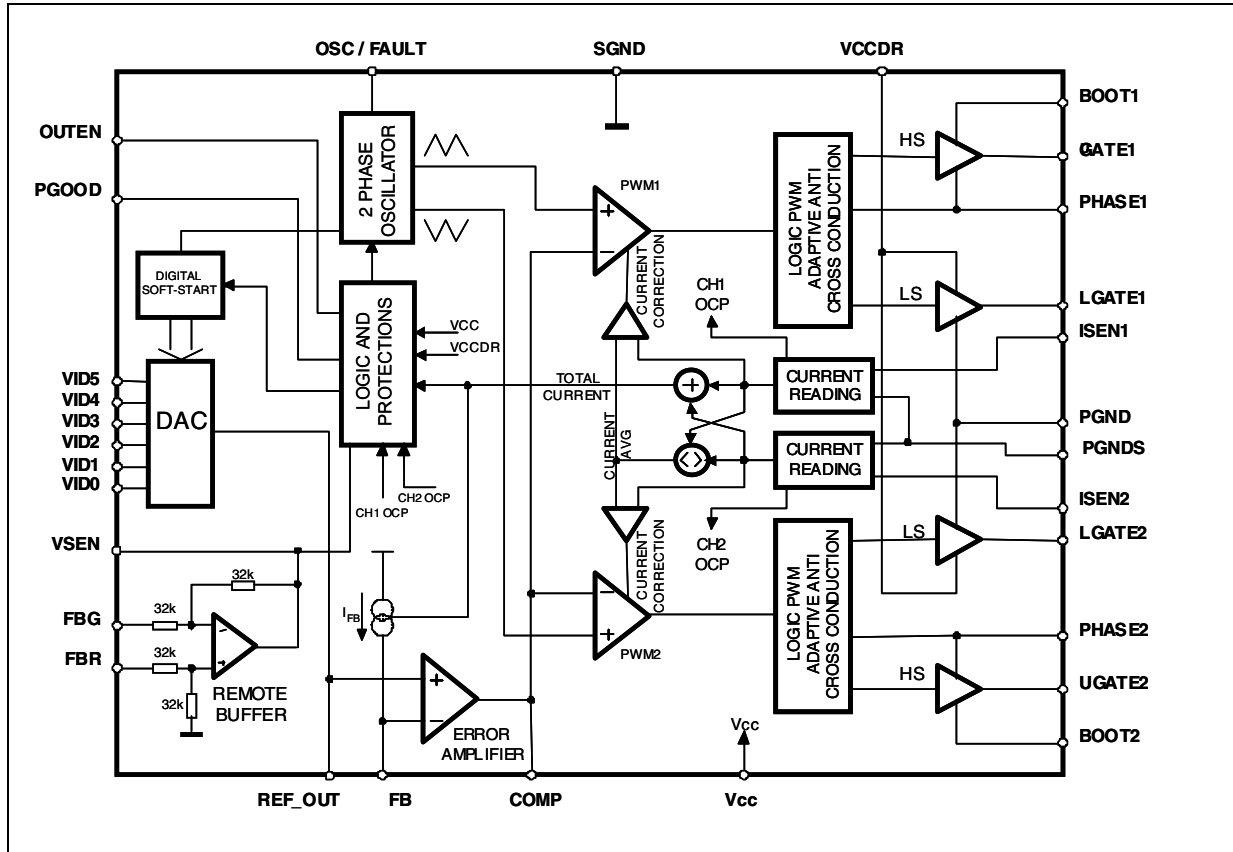 OSC / FAULT
SGND
VCCDR
OUTEN
PGOOD
2 PHASE
OSCILLATOR
DIGITAL
SOFT-START
LOGIC AND
PROTECTIONS
VCC
VCCDR
TOTAL
CURRENT
VID5
VID4
VID3
VID2
VID1
VID0
DAC
CH1 OCP
CH2 OCP
VSEN
FBG
FBR
32k
32k
32k
32k
-
+
REMOTE
BUFFER
IFB
+
−
ERROR
AMPLIFIER
PWM1
+
−
CURRENT
CORRECTION
CH1
OCP
+
< >
CURRENT
AVG
CURRENT
READING
CURRENT
READING
CH2
OCP
CURRENT
CORRECTION
−
+
PWM2
LOGIC PWM
ADAPTIVE ANTI
CROSS CONDUCTION
HS
LS
LOGIC PWM
ADAPTIVE ANTI
CROSS CONDUCTION
LS
HS
BOOT1
GATE1
PHASE1
LGATE1
ISEN1
PGND
PGNDS
ISEN2
LGATE2
PHASE2
UGATE2
BOOT2
Vcc
REF_OUT
FB
COMP
Vcc